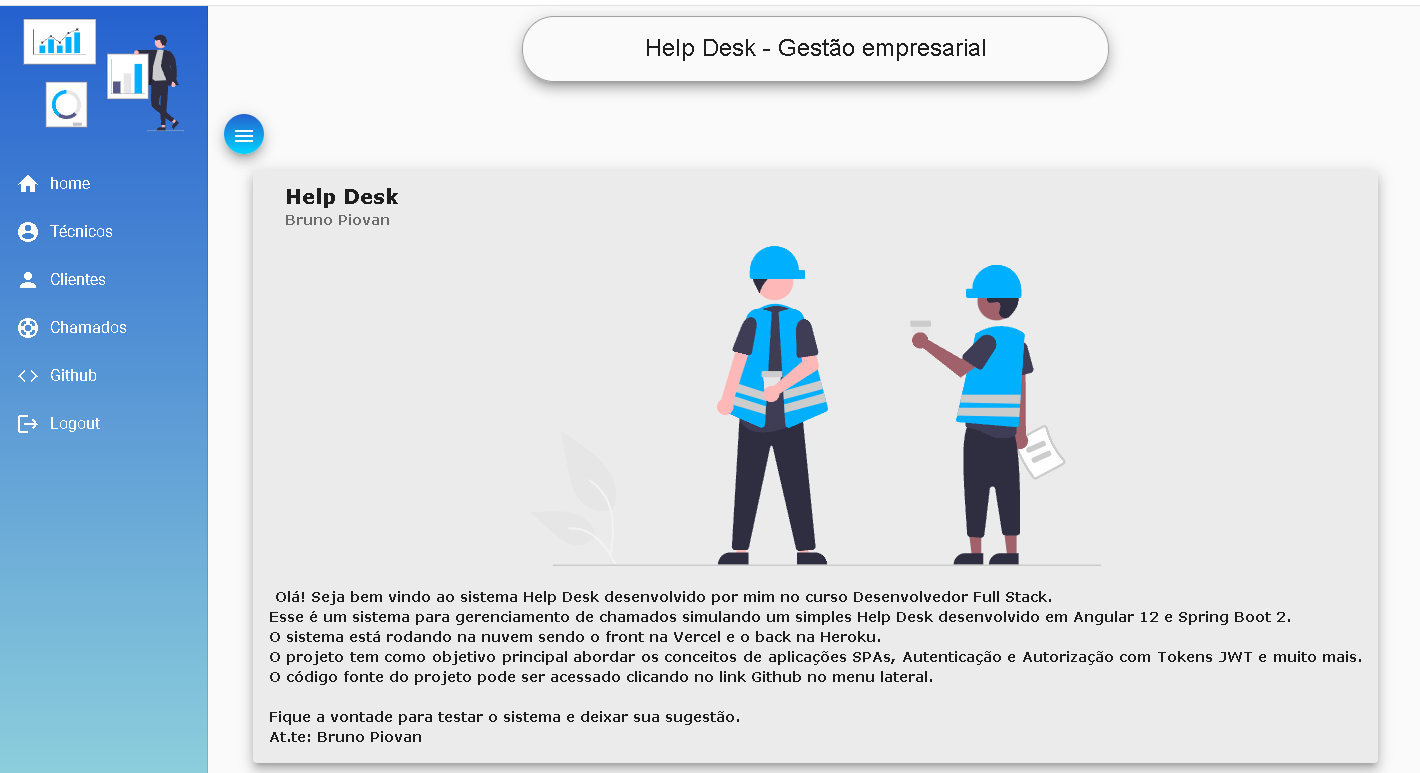 Help Desk - Gestão empresarial
home
Técnicos
Clientes
Chamados
Github
Logout
Help Desk
Bruno Piovan
Olá! Seja bem vindo ao sistema Help Desk desenvolvido por mim no curso Desenvolvedor Full Stack.
Esse é um sistema para gerenciamento de chamados simulando um simples Help Desk desenvolvido em Angular 12 e Spring Boot 2.
O sistema está rodando na nuvem sendo o front na Vercel e o back na Heroku.
O projeto tem como objetivo principal abordar os conceitos de aplicações SPAs, Autenticação e Autorização com Tokens JWT e muito mais.
O código fonte do projeto pode ser acessado clicando no link Github no menu lateral.
Fique a vontade para testar o sistema e deixar sua sugestão.
At.te: Bruno Piovan